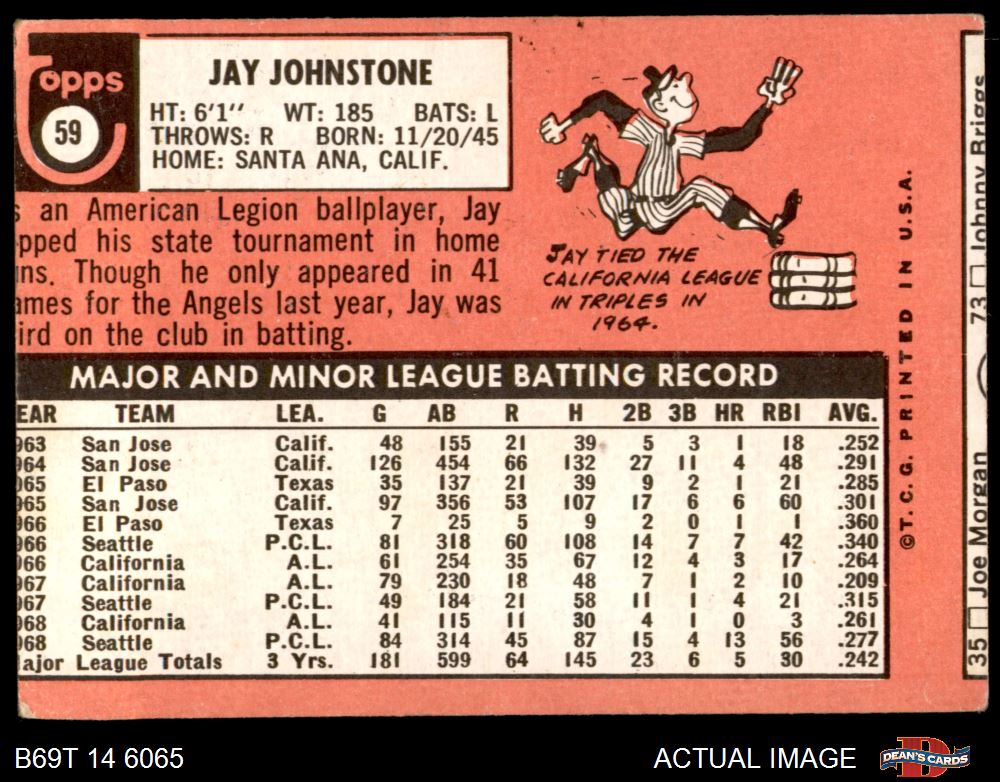 Topps
59
JAY JOHNSTONE
HT: 6'1" WT: 185 BATS: L
THROWS: R BORN: 11/20/45
HOME: SANTA ANA, CALIF.
s an American Legion ballplayer, Jay
pped his state tournament in home
ns. Though he only appeared in 41
ames for the Angels last year, Jay was
ird on the club in batting.
JAY TIED THE
CALIFORNIA LEAGUE
IN TRIPLES IN
1964.
MAJOR AND MINOR LEAGUE BATTING RECORD
EAR TEAM LEA. G AB R H 2B 3B HR RBI AVG.
963 San Jose Calif. 48 155 21 39 5 3 1 18 .252
964 San Jose Calif. 126 454 66 132 27 11 4 48 .291
965 El Paso Texas 35 137 21 39 9 2 1 21 .285
965 San Jose Calif. 97 356 53 107 17 6 6 60 .301
966 El Paso Texas 7 25 5 9 2 0 1 1 .360
966 Seattle P.C.L. 81 318 60 108 14 7 7 42 .340
966 California A.L. 61 254 35 67 12 4 3 17 .264
967 California A.L. 79 230 18 48 7 1 2 10 .209
967 Seattle P.C.L. 49 184 21 58 11 1 4 21 .315
968 California A.L. 41 115 11 30 4 1 0 3 .261
968 Seattle P.C.L. 84 314 45 87 15 4 13 56 .277
ajor League Totals 3 Yrs. 181 599 64 145 23 6 5 30 .242
©T. C. G. PRINTED IN U.S.A.
35 Joe Morgan
73 Johnny Briggs
B69T 14 6065
ACTUAL IMAGE
DEAN'S CARDS